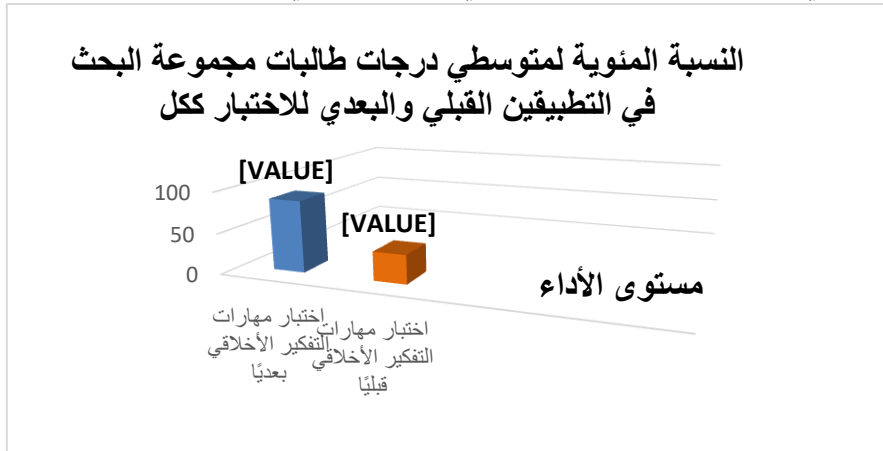 النسبة المئوية لمتوسطي درجات طالبات مجموعة البحث
في التطبيقين القبلي والبعدي للاختبار ككل
[VALUE]
[VALUE]
100
50
0
مستوى الأداء
اختبار مهارات
التفكير الأخلاقي
بعديًا
اختبار مهارات
التفكير الأخلاقي
قبليًا